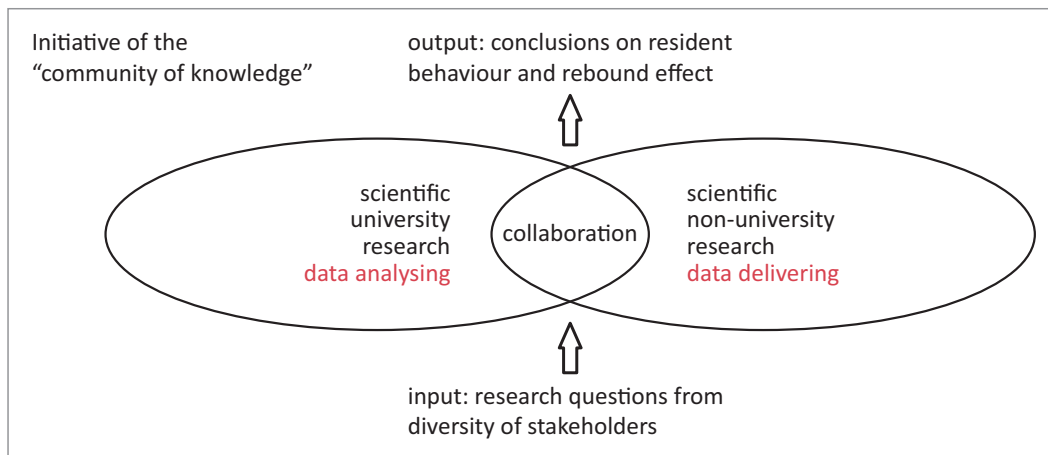 Initiative of the
“community of knowledge”
output: conclusions on resident
behaviour and rebound effect
scientific
university
research
data analysing
collaboration
scientific
non-university
research
data delivering
input: research questions from
diversity of stakeholders